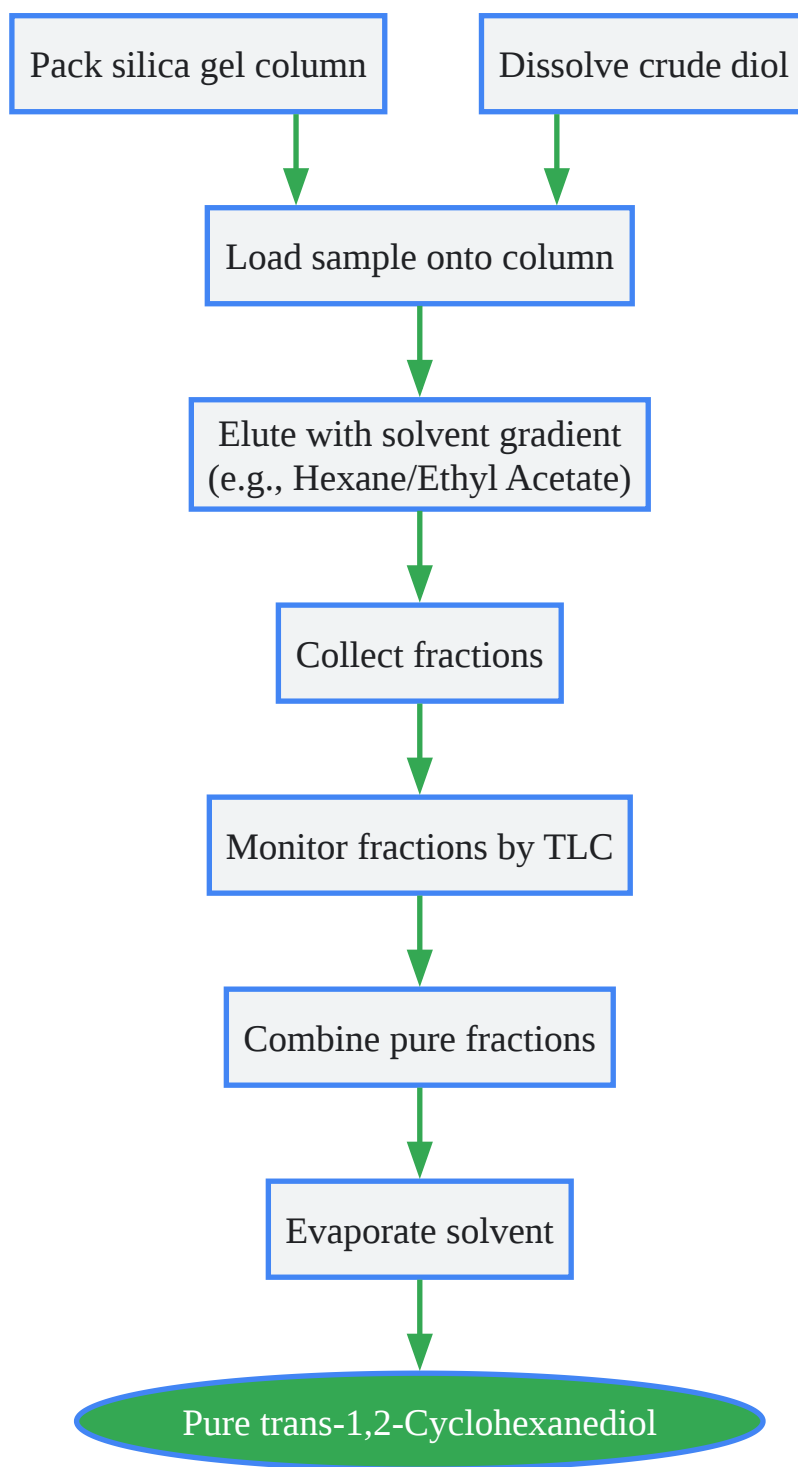 Pack silica gel column
Dissolve crude diol
Load sample onto column
Elute with solvent gradient
(e.g., Hexane/Ethyl Acetate)
Collect fractions
Monitor fractions by TLC
Combine pure fractions
Evaporate solvent
Pure trans-1,2-Cyclohexanediol